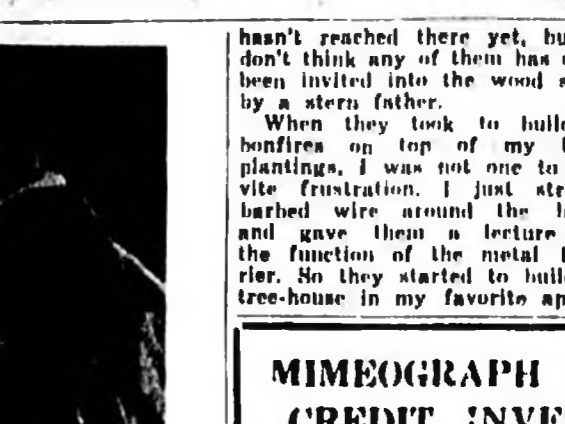 hasn't reached there yet, bu
don't think any of them has
been invited into the wood s
by a stern father.
When they took to build
bonfires on top of my
plantings, I was not one to
vite frustration. I just str
barbed wire around the
and gave them a lecture
the function of the metal
rier. So they started to buil
tree-house in my favorite ap
MIMEOGRAPH
CREDIT INVE